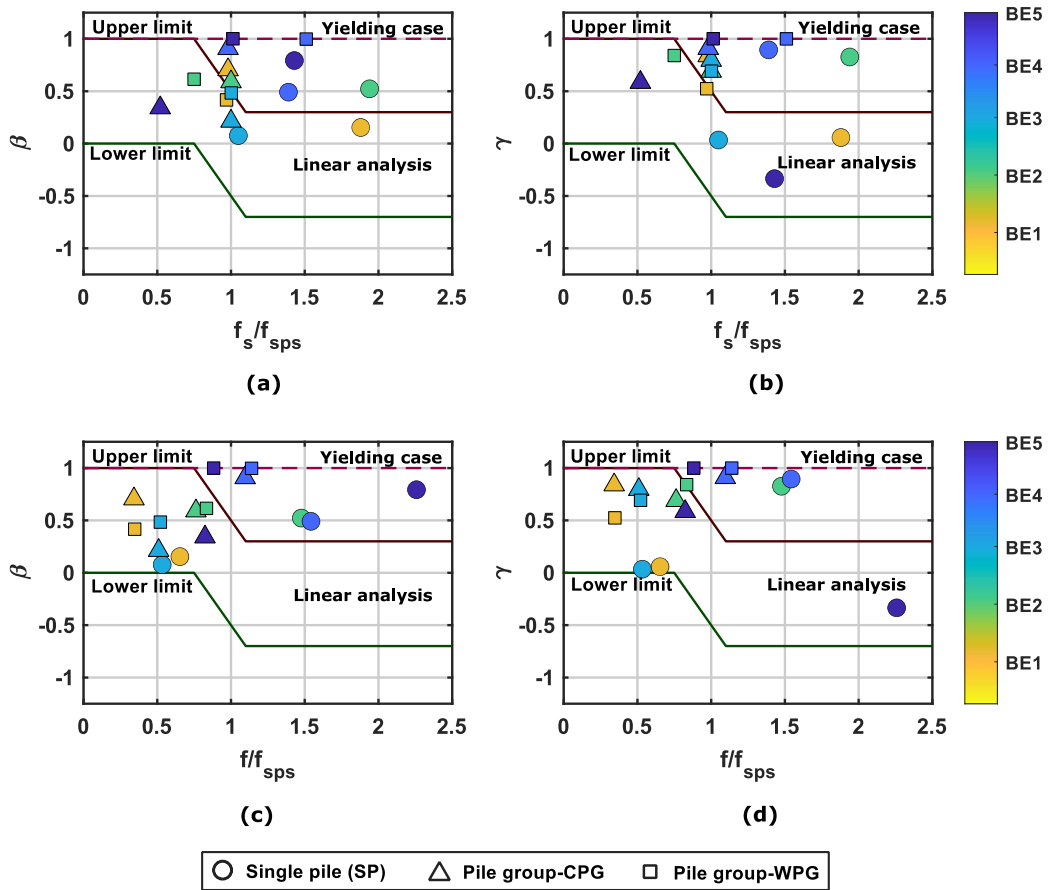 Upper limit
Yielding case
Lower limit
Linear analysis
1
0.5
0
-0.5
-1
β
0 0.5 1 1.5 2 2.5
f_s/f_sps
(a)
Upper limit
Yielding case
Lower limit
Linear analysis
1
0.5
0
-0.5
-1
γ
0 0.5 1 1.5 2 2.5
f_s/f_sps
(b)
BE5
BE4
BE3
BE2
BE1
Upper limit
Yielding case
Lower limit
Linear analysis
1
0.5
0
-0.5
-1
β
0 0.5 1 1.5 2 2.5
f/f_sps
(c)
Upper limit
Yielding case
Lower limit
Linear analysis
1
0.5
0
-0.5
-1
γ
0 0.5 1 1.5 2 2.5
f/f_sps
(d)
BE5
BE4
BE3
BE2
BE1
Single pile (SP) Pile group-CPG Pile group-WPG